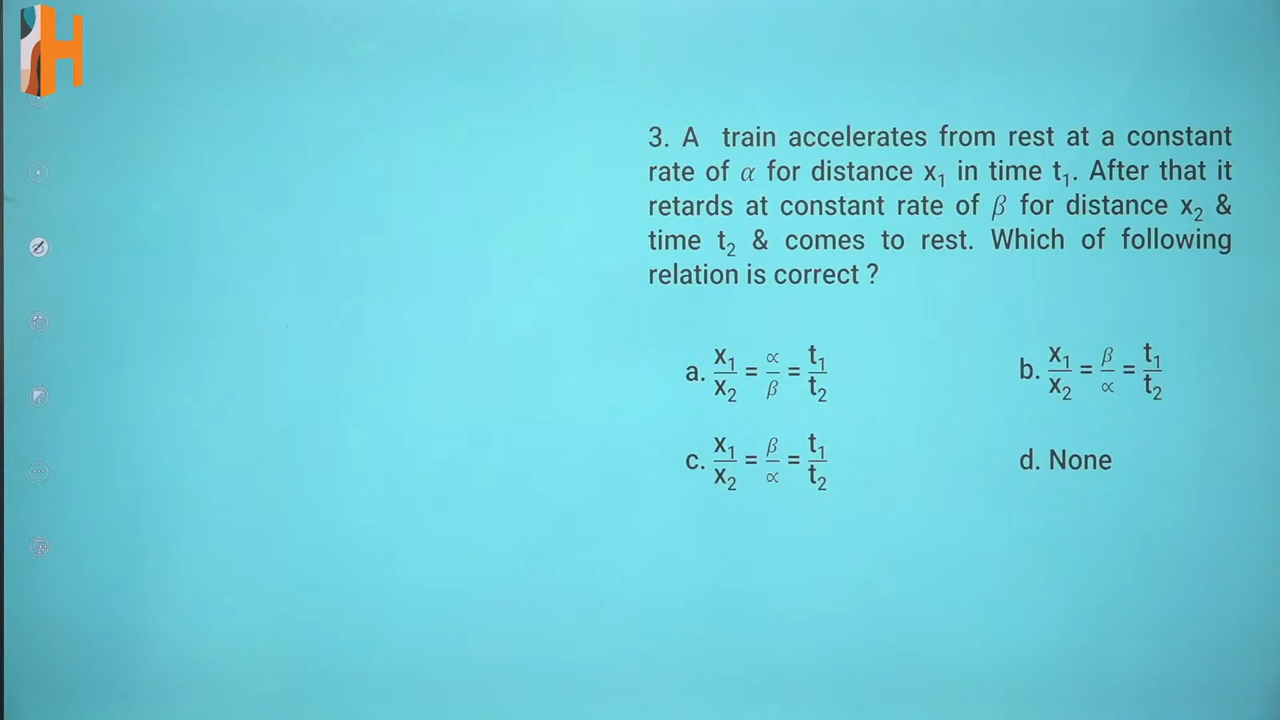 H
3. A train accelerates from rest at a constant
rate of α for distance x₁ in time t₁. After that it
retards at constant rate of β for distance x₂ &
time t₂ & comes to rest. Which of following
relation is correct ?
a. x₁/x₂ = ∝/β = t₁/t₂
b. x₁/x₂ = β/∝ = t₁/t₂
c. x₁/x₂ = β/∝ = t₁/t₂
d. None